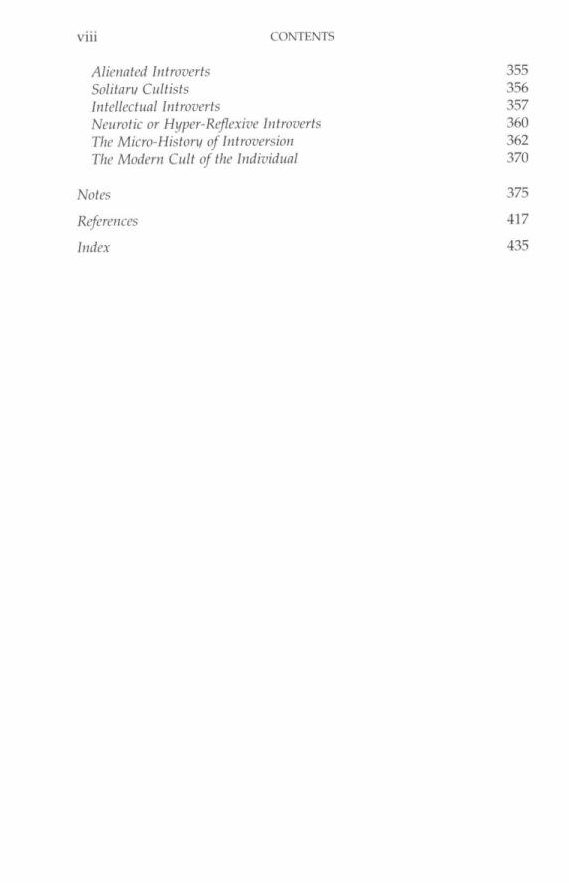 viii CONTENTS
Alienated Introverts 355
Solitary Cultists 356
Intellectual Introverts 357
Neurotic or Hyper-Reflexive Introverts 360
The Micro-History of Introversion 362
The Modern Cult of the Individual 370
Notes 375
References 417
Index 435